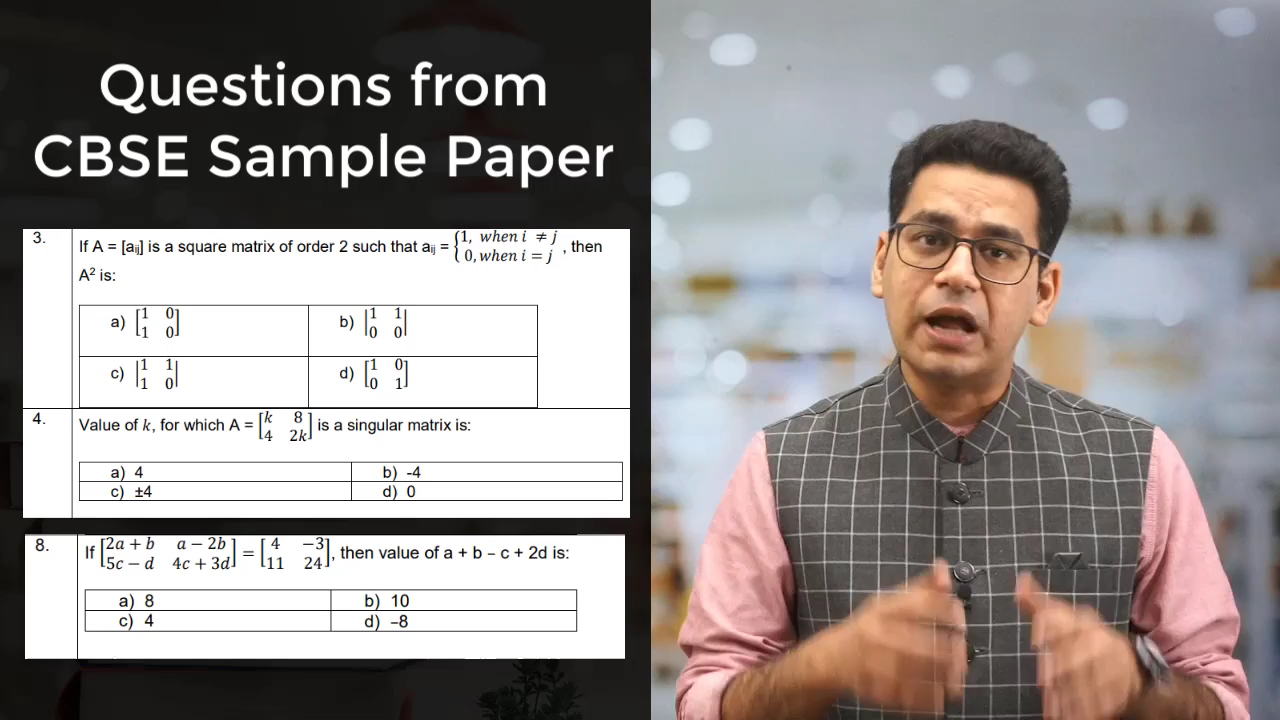 Questions from
CBSE Sample Paper
3. If A = [aij] is a square matrix of order 2 such that aij = {1, when i ≠ j
0, when i = j , then
A² is:
a) [1 0
1 0]
b) |1 1
0 0|
c) |1 1
1 0|
d) [1 0
0 1]
4. Value of k, for which A = [k 8
4 2k] is a singular matrix is:
a) 4
b) -4
c) ±4
d) 0
8. If [2a + b a − 2b
5c − d 4c + 3d] = [4 −3
11 24], then value of a + b – c + 2d is:
a) 8
b) 10
c) 4
d) –8